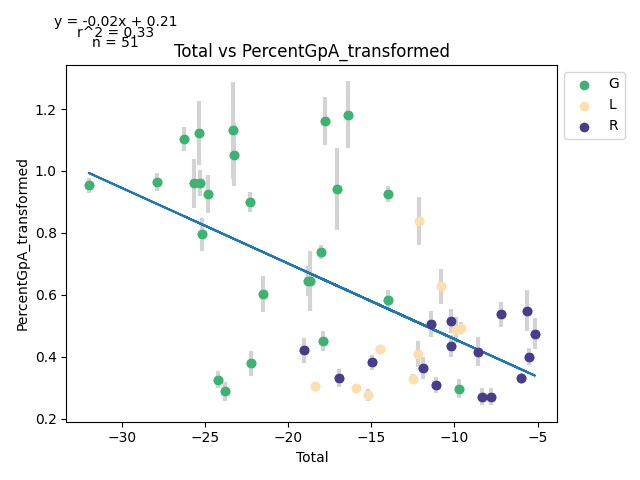 y = -0.02x + 0.21
r^2 = 0.33
n = 51
Total vs PercentGpA_transformed
G
L
R
PercentGpA_transformed
1.2
1.0
0.8
0.6
0.4
0.2
−30
−25
−20
−15
−10
−5
Total